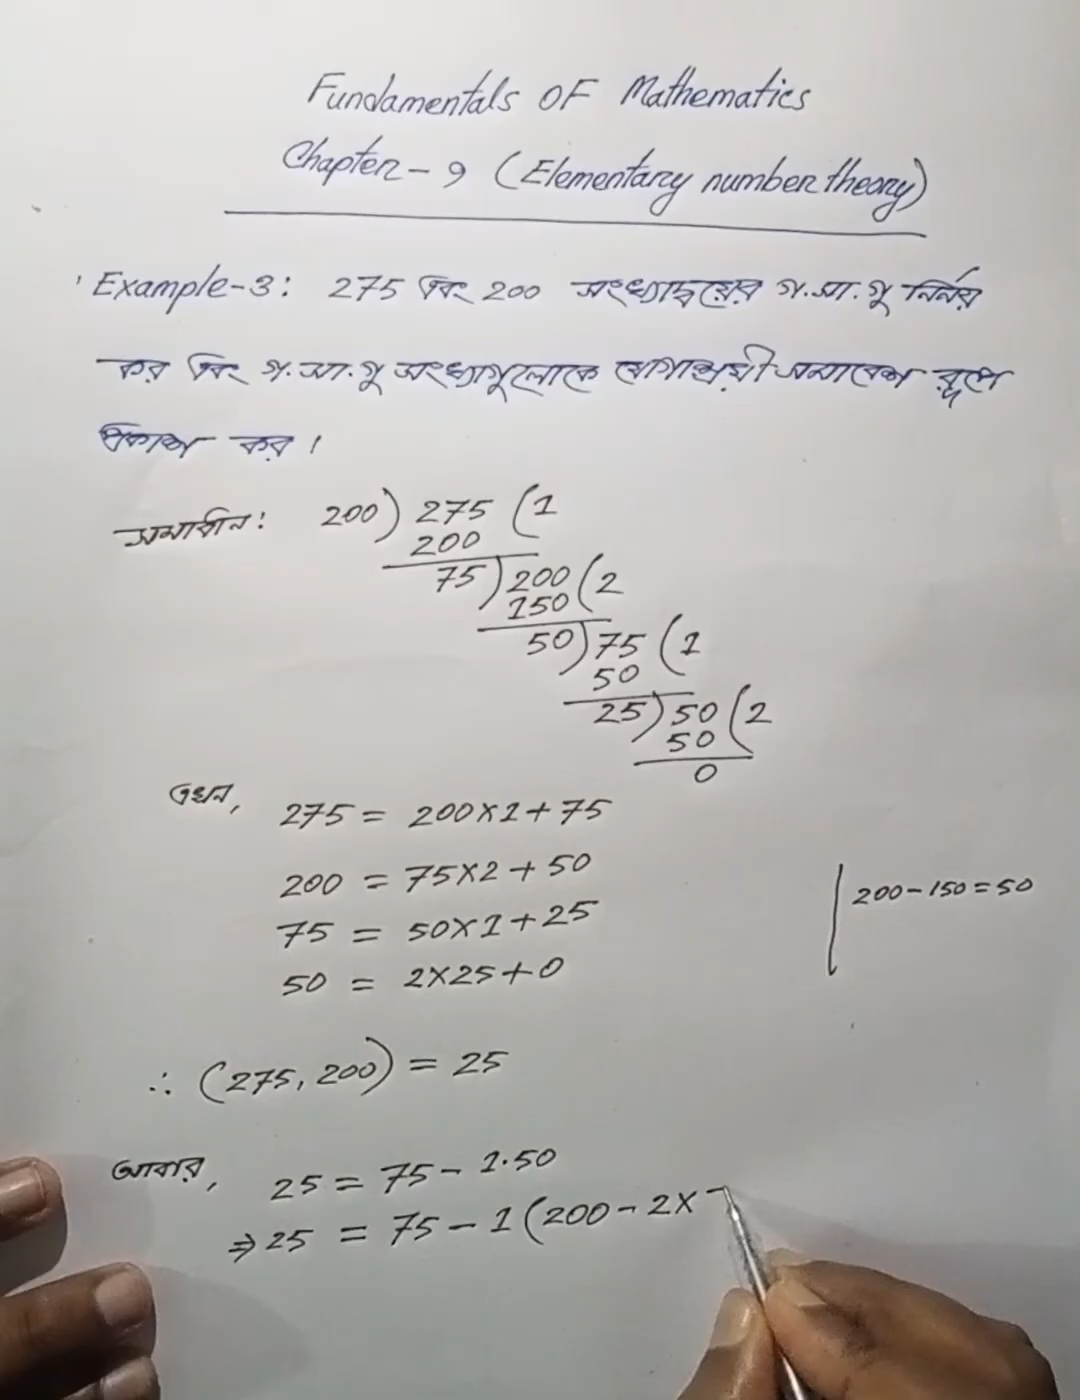 Fundamentals OF Mathematics
Chapter-9 (Elementary number theory)
Example-3: 275 এবং 200 সংখ্যাদ্বয়ের গ.সা.গু নির্নয়
কর এবং গ.সা.গু সংখ্যাগুলোকে যোগাশ্রয়ী সমাবেশ রূপে
প্রকাশ কর।
সমাধান: 200) 275 (1
200
75) 200 (2
150
50) 75 (1
50
25) 50 (2
50
0
এখন, 275 = 200×1+75
200 = 75×2+50
200-150=50
75 = 50×1+25
50 = 2×25+0
∴ (275, 200) = 25
আবার, 25 = 75-1.50
⇒ 25 = 75-1(200-2×